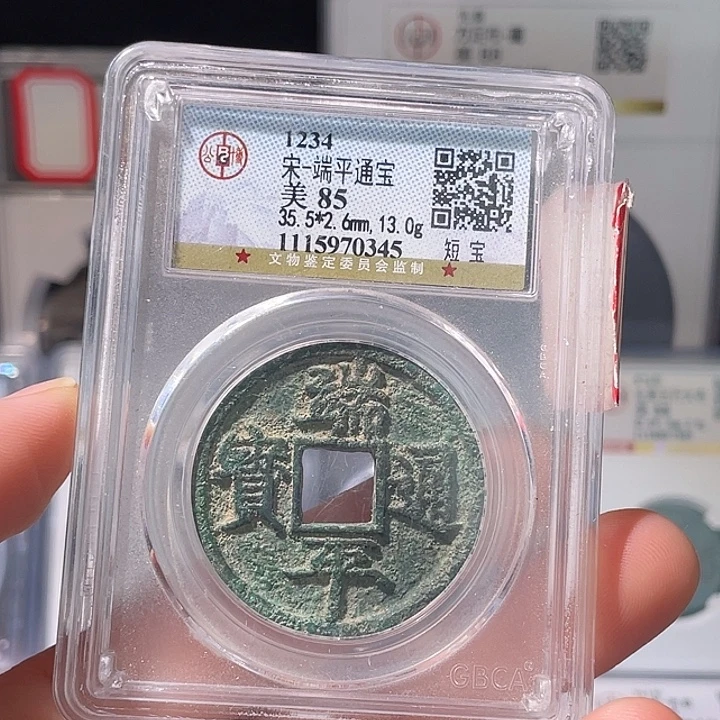 1234
宋-端平通宝
美 85
35.5*2.6mm, 13.0g
1115970345
短宝
文物鉴定委员会监制
端
平
通
寶
GBCA